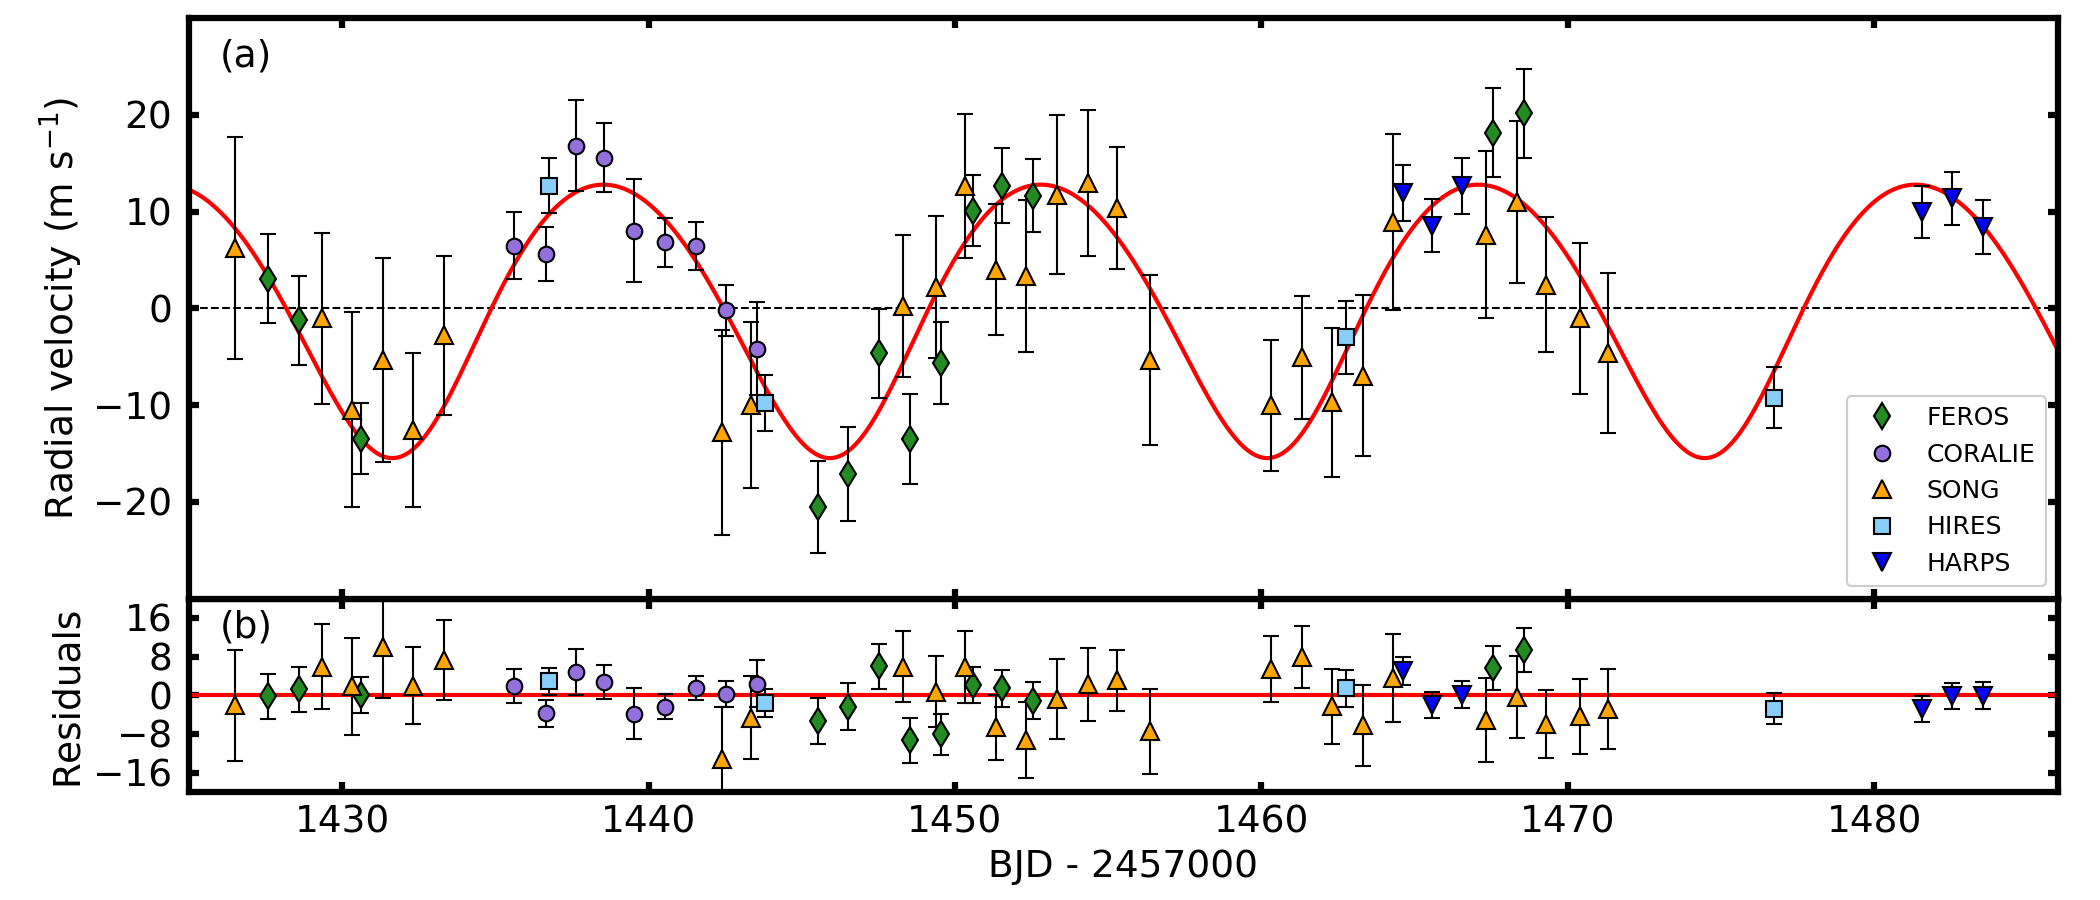 (a)
Radial velocity (m s⁻¹)
20
10
0
−10
−20
FEROS
CORALIE
SONG
HIRES
HARPS
(b)
Residuals
16
8
0
−8
−16
1430 1440 1450 1460 1470 1480
BJD - 2457000